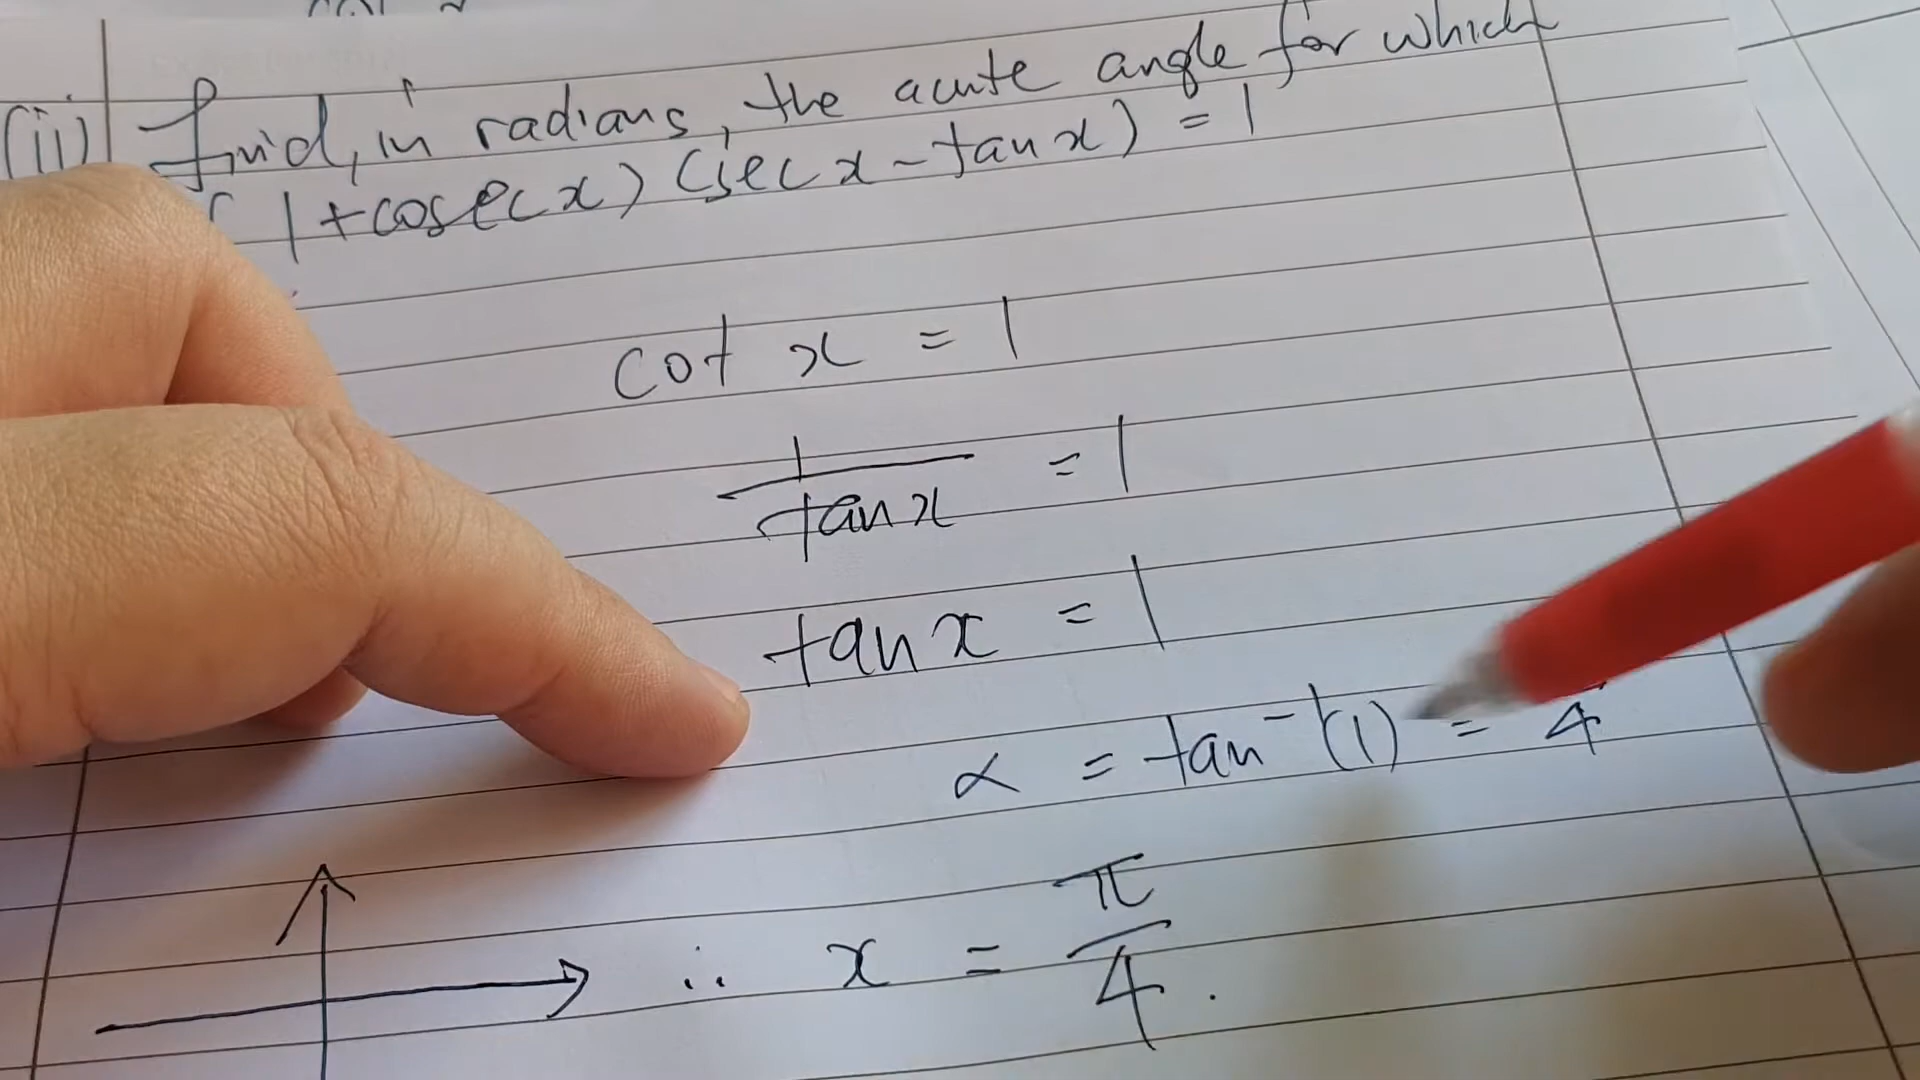 (ii) find, in radians, the acute angle for which
(1+cosec x) (sec x - tan x) = 1
cot x = 1
1/tan x = 1
tan x = 1
α = tan⁻¹(1) = 4
∴ x = π/4.